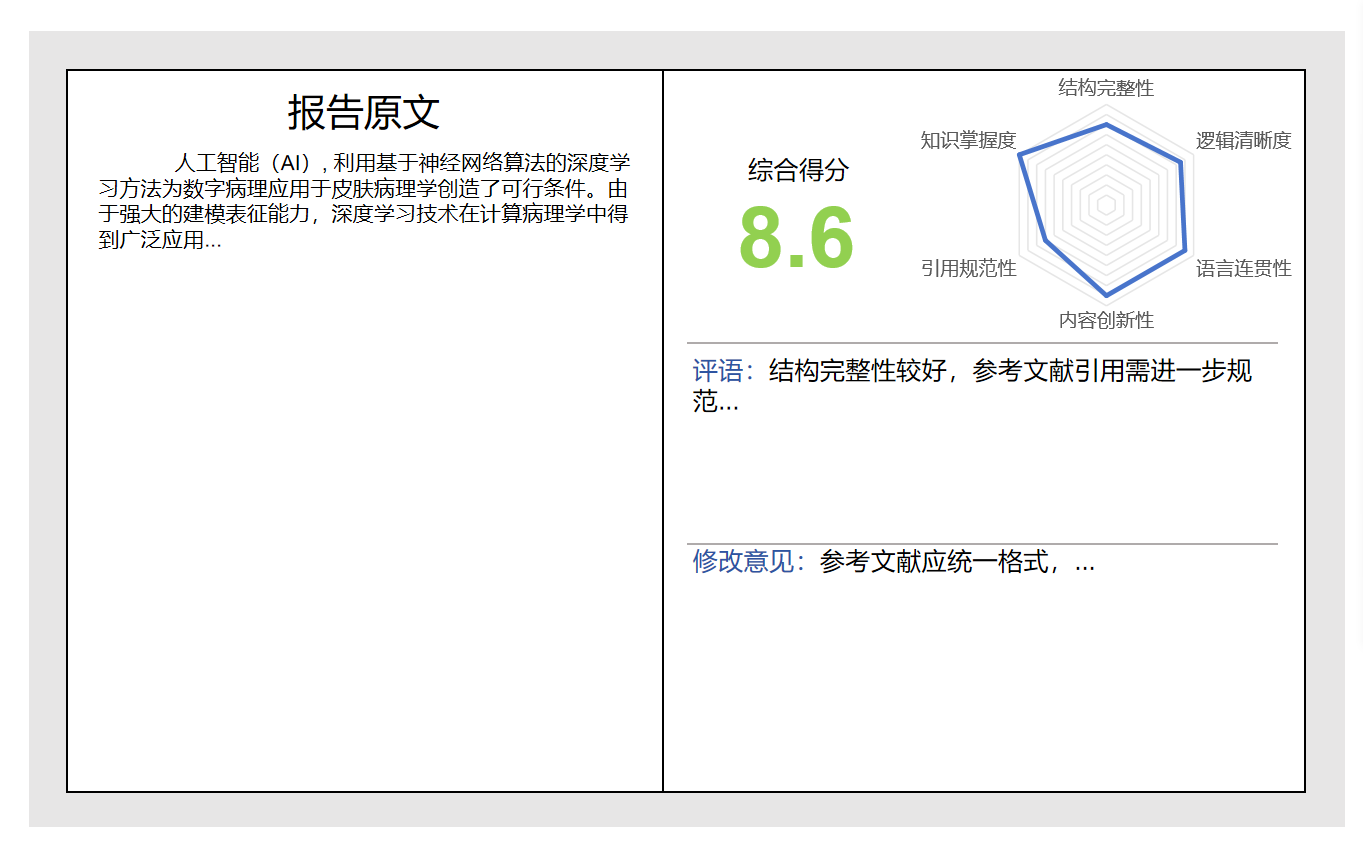 报告原文
人工智能（AI）, 利用基于神经网络算法的深度学
习方法为数字病理应用于皮肤病理学创造了可行条件。由
于强大的建模表征能力，深度学习技术在计算病理学中得
到广泛应用...
综合得分
8.6
结构完整性
逻辑清晰度
语言连贯性
内容创新性
引用规范性
知识掌握度
评语：结构完整性较好，参考文献引用需进一步规
范...
修改意见：参考文献应统一格式，...